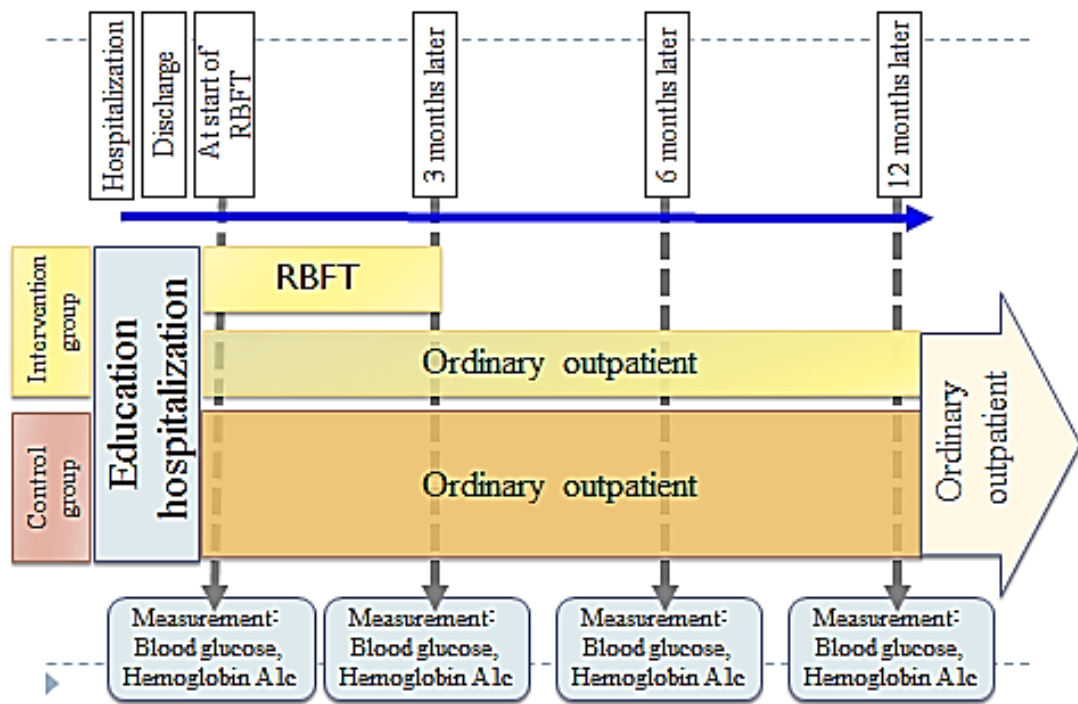 Hospitalization
Discharge
At start of
RBFT
3 months later
6 months later
12 months later
Intervention
group
Control
group
Education
hospitalization
RBFT
Ordinary outpatient
Ordinary outpatient
Ordinary
outpatient
Measurement:
Blood glucose,
Hemoglobin A1c
Measurement:
Blood glucose,
Hemoglobin A1c
Measurement:
Blood glucose,
Hemoglobin A1c
Measurement:
Blood glucose,
Hemoglobin A1c